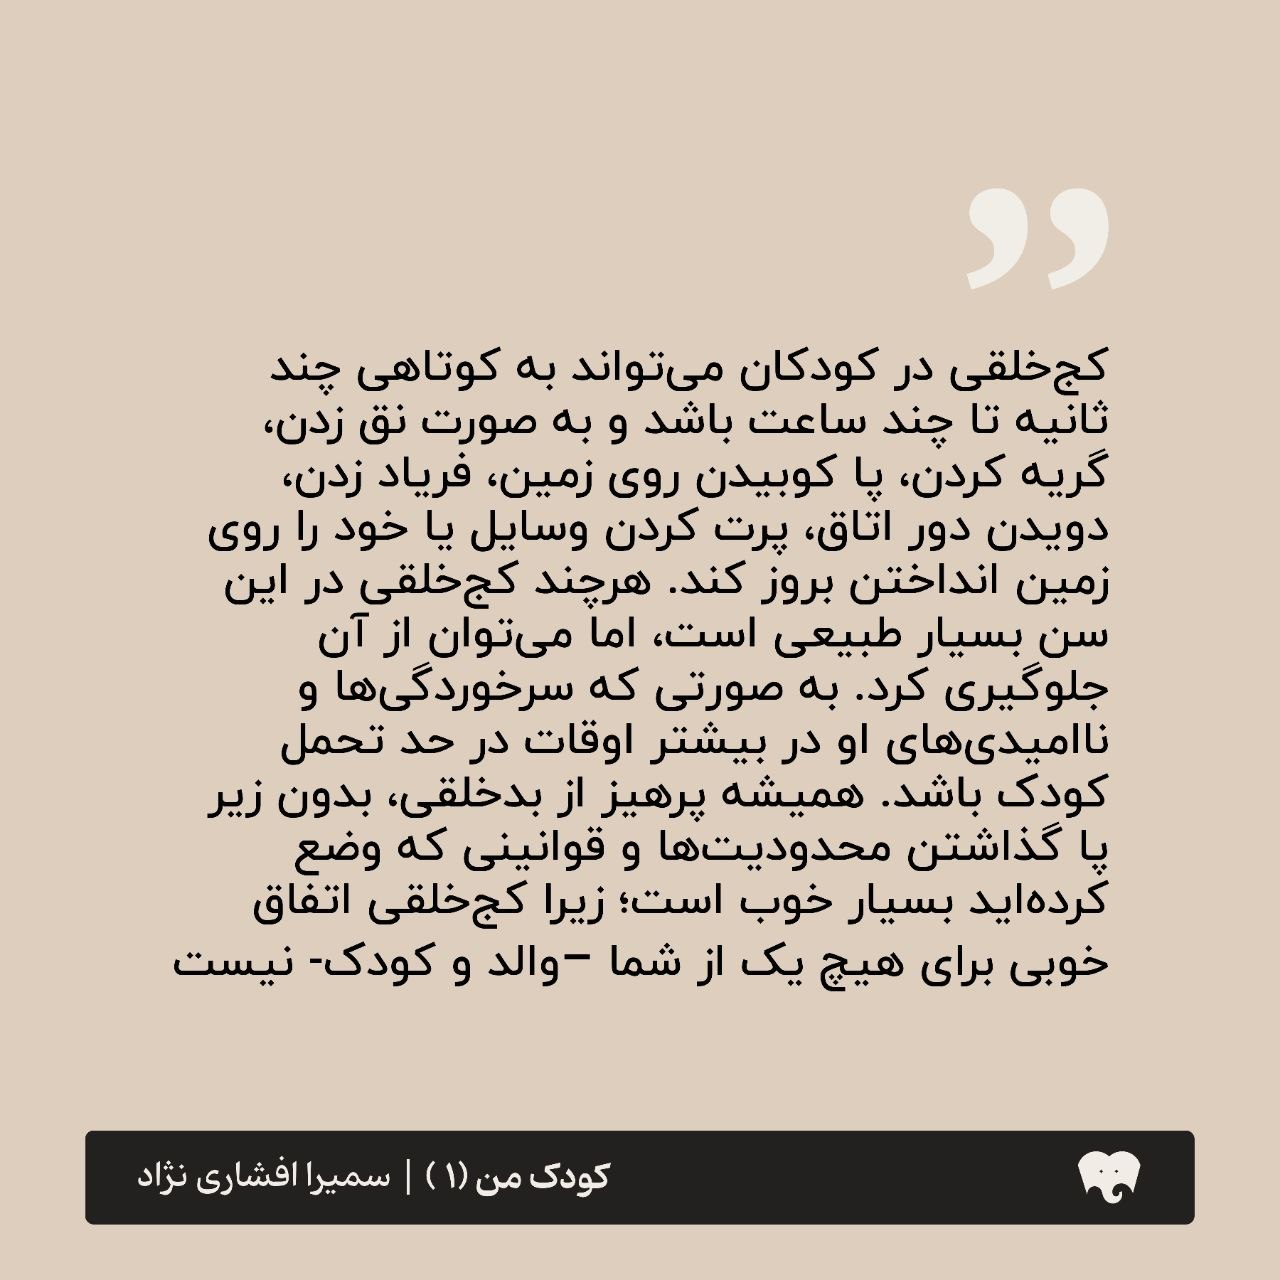 ”
کج‌خلقی در کودکان می‌تواند به کوتاهی چند
ثانیه تا چند ساعت باشد و به صورت نق زدن،
گریه کردن، پا کوبیدن روی زمین، فریاد زدن،
دویدن دور اتاق، پرت کردن وسایل یا خود را روی
زمین انداختن بروز کند. هرچند کج‌خلقی در این
سن بسیار طبیعی است، اما می‌توان از آن
جلوگیری کرد. به صورتی که سرخوردگی‌ها و
ناامیدی‌های او در بیشتر اوقات در حد تحمل
کودک باشد. همیشه پرهیز از بدخلقی، بدون زیر
پا گذاشتن محدودیت‌ها و قوانینی که وضع
کرده‌اید بسیار خوب است؛ زیرا کج‌خلقی اتفاق
خوبی برای هیچ یک از شما –والد و کودک- نیست
کودک من (۱) | سمیرا افشاری نژاد